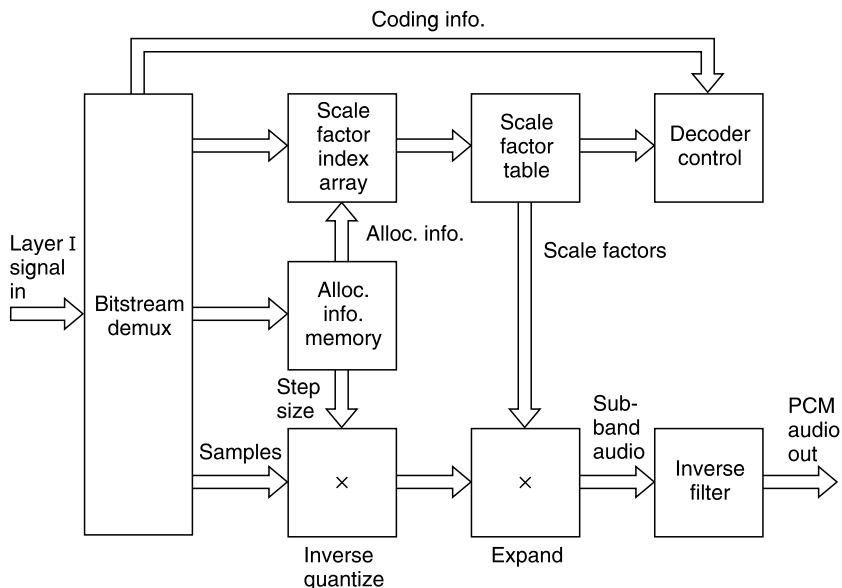 Coding info.
Scale
factor
index
array
Scale
factor
table
Decoder
control
Layer I
signal
in
Alloc. info.
Scale factors
Bitstream
demux
Alloc.
info.
memory
Step
size
Samples
×
×
Sub-
band
audio
Inverse
filter
PCM
audio
out
Inverse
quantize
Expand